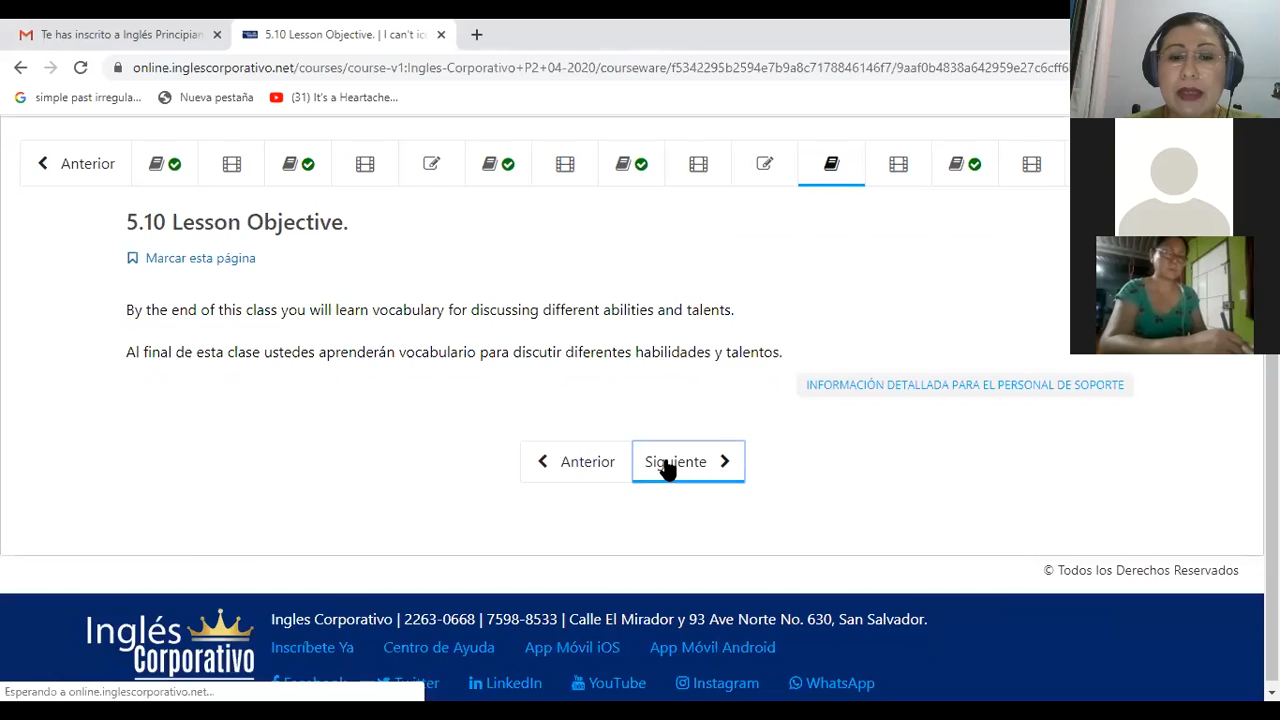 Te has inscrito a Inglés Principian
5.10 Lesson Objective. | I can't ic
online.inglescorporativo.net/courses/course-v1:Ingles-Corporativo+P2+04-2020/courseware/f5342295b2594e7b9a8c7178846146f7/9aaf0b4838a642959e27c6cff6
simple past irregula...
Nueva pestaña
(31) It's a Heartache...
Anterior
5.10 Lesson Objective.
Marcar esta página
By the end of this class you will learn vocabulary for discussing different abilities and talents.
Al final de esta clase ustedes aprenderán vocabulario para discutir diferentes habilidades y talentos.
INFORMACIÓN DETALLADA PARA EL PERSONAL DE SOPORTE
Anterior
Siguiente
© Todos los Derechos Reservados
Inglés Corporativo
Ingles Corporativo | 2263-0668 | 7598-8533 | Calle El Mirador y 93 Ave Norte No. 630, San Salvador.
Inscríbete Ya Centro de Ayuda App Móvil iOS App Móvil Android
Facebook Twitter LinkedIn YouTube Instagram WhatsApp
Esperando a online.inglescorporativo.net...